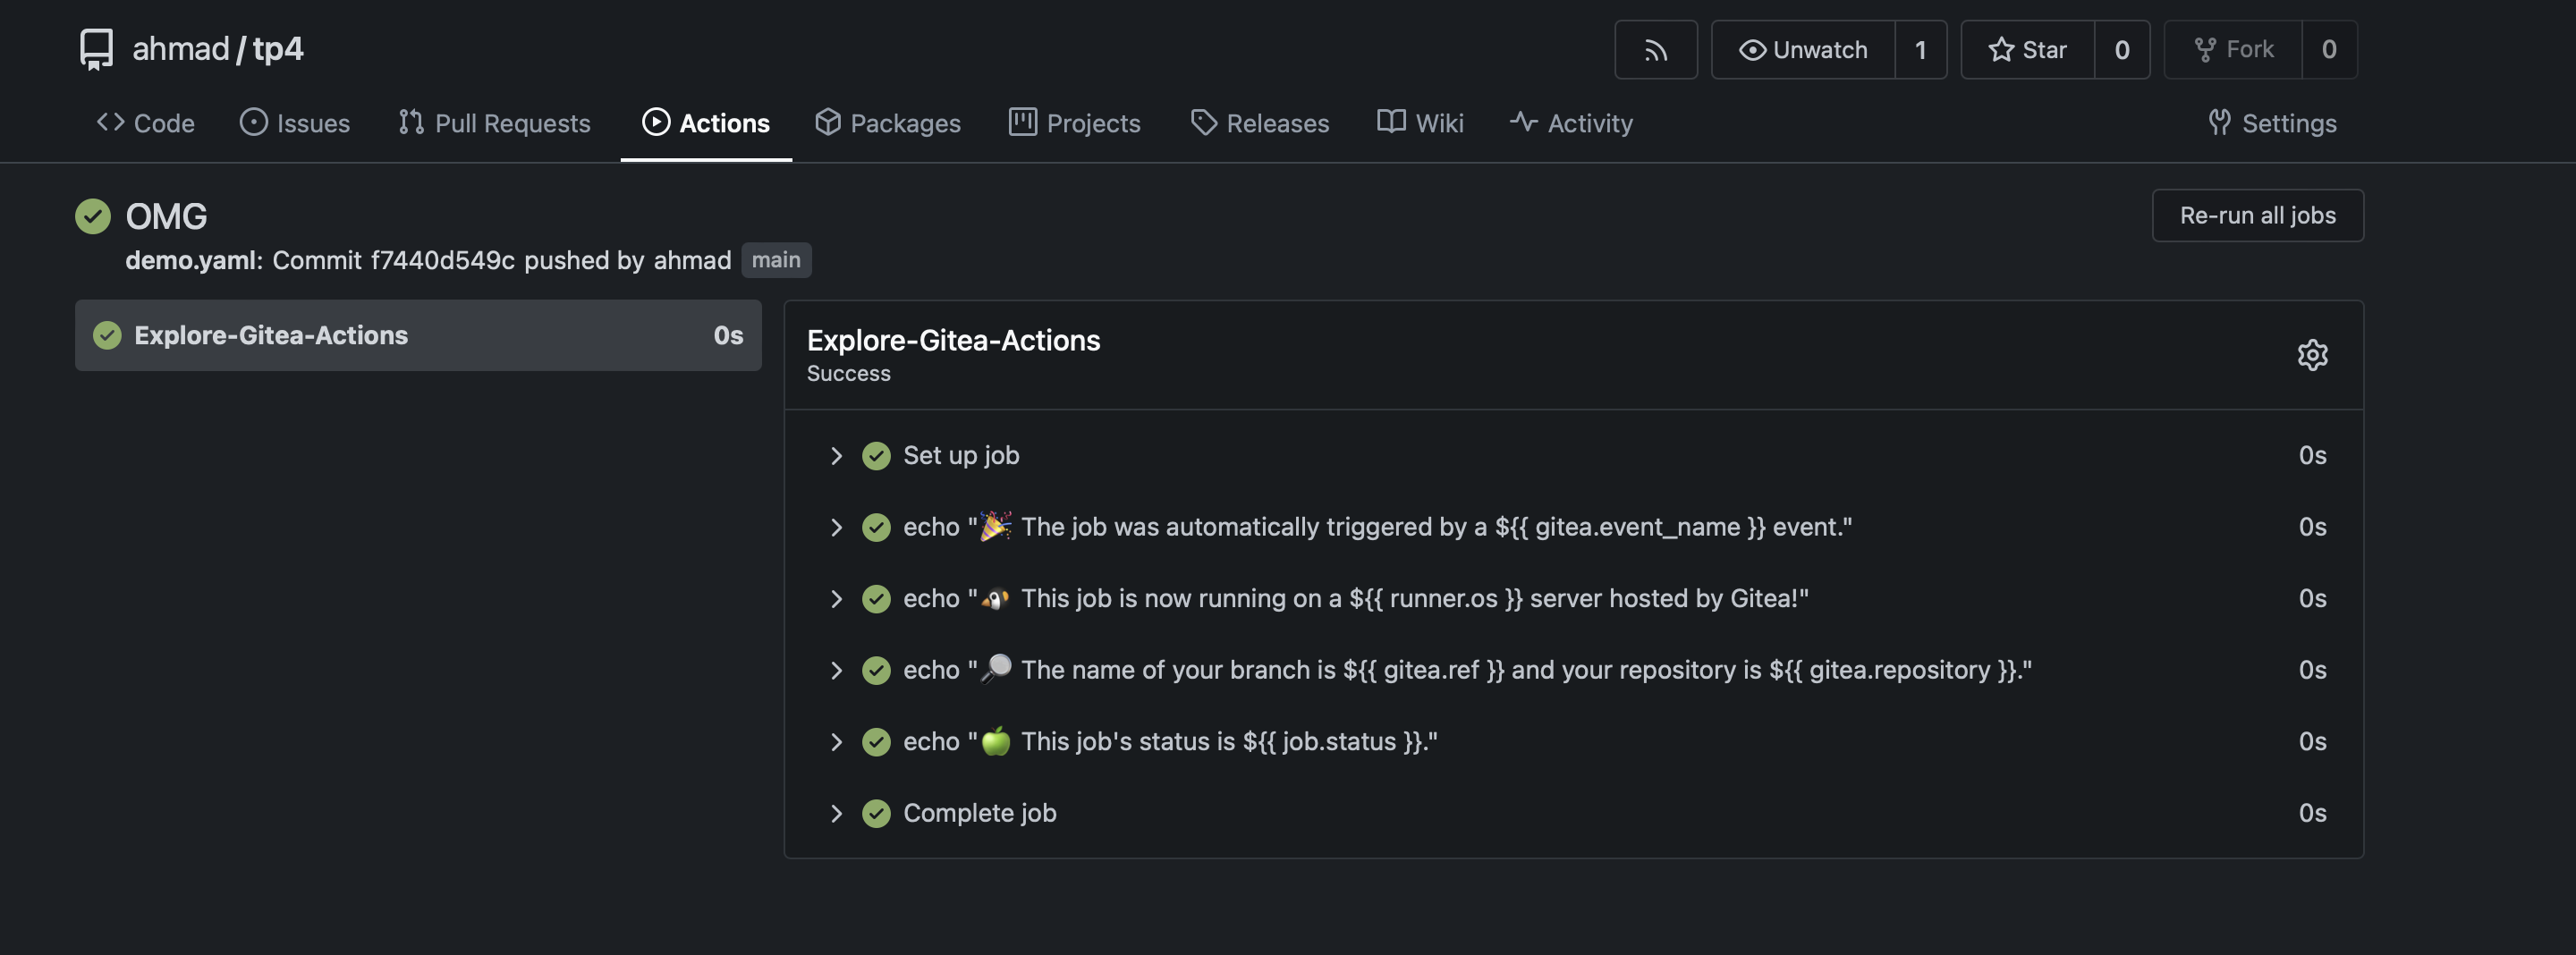 ahmad / tp4
Unwatch 1 Star 0 Fork 0
Code Issues Pull Requests Actions Packages Projects Releases Wiki Activity Settings
OMG
Re-run all jobs
demo.yaml: Commit f7440d549c pushed by ahmad main
Explore-Gitea-Actions 0s
Explore-Gitea-Actions
Success
Set up job 0s
echo "🎉 The job was automatically triggered by a ${{ gitea.event_name }} event." 0s
echo "🐧 This job is now running on a ${{ runner.os }} server hosted by Gitea!" 0s
echo "🔎 The name of your branch is ${{ gitea.ref }} and your repository is ${{ gitea.repository }}." 0s
echo "🍏 This job's status is ${{ job.status }}." 0s
Complete job 0s